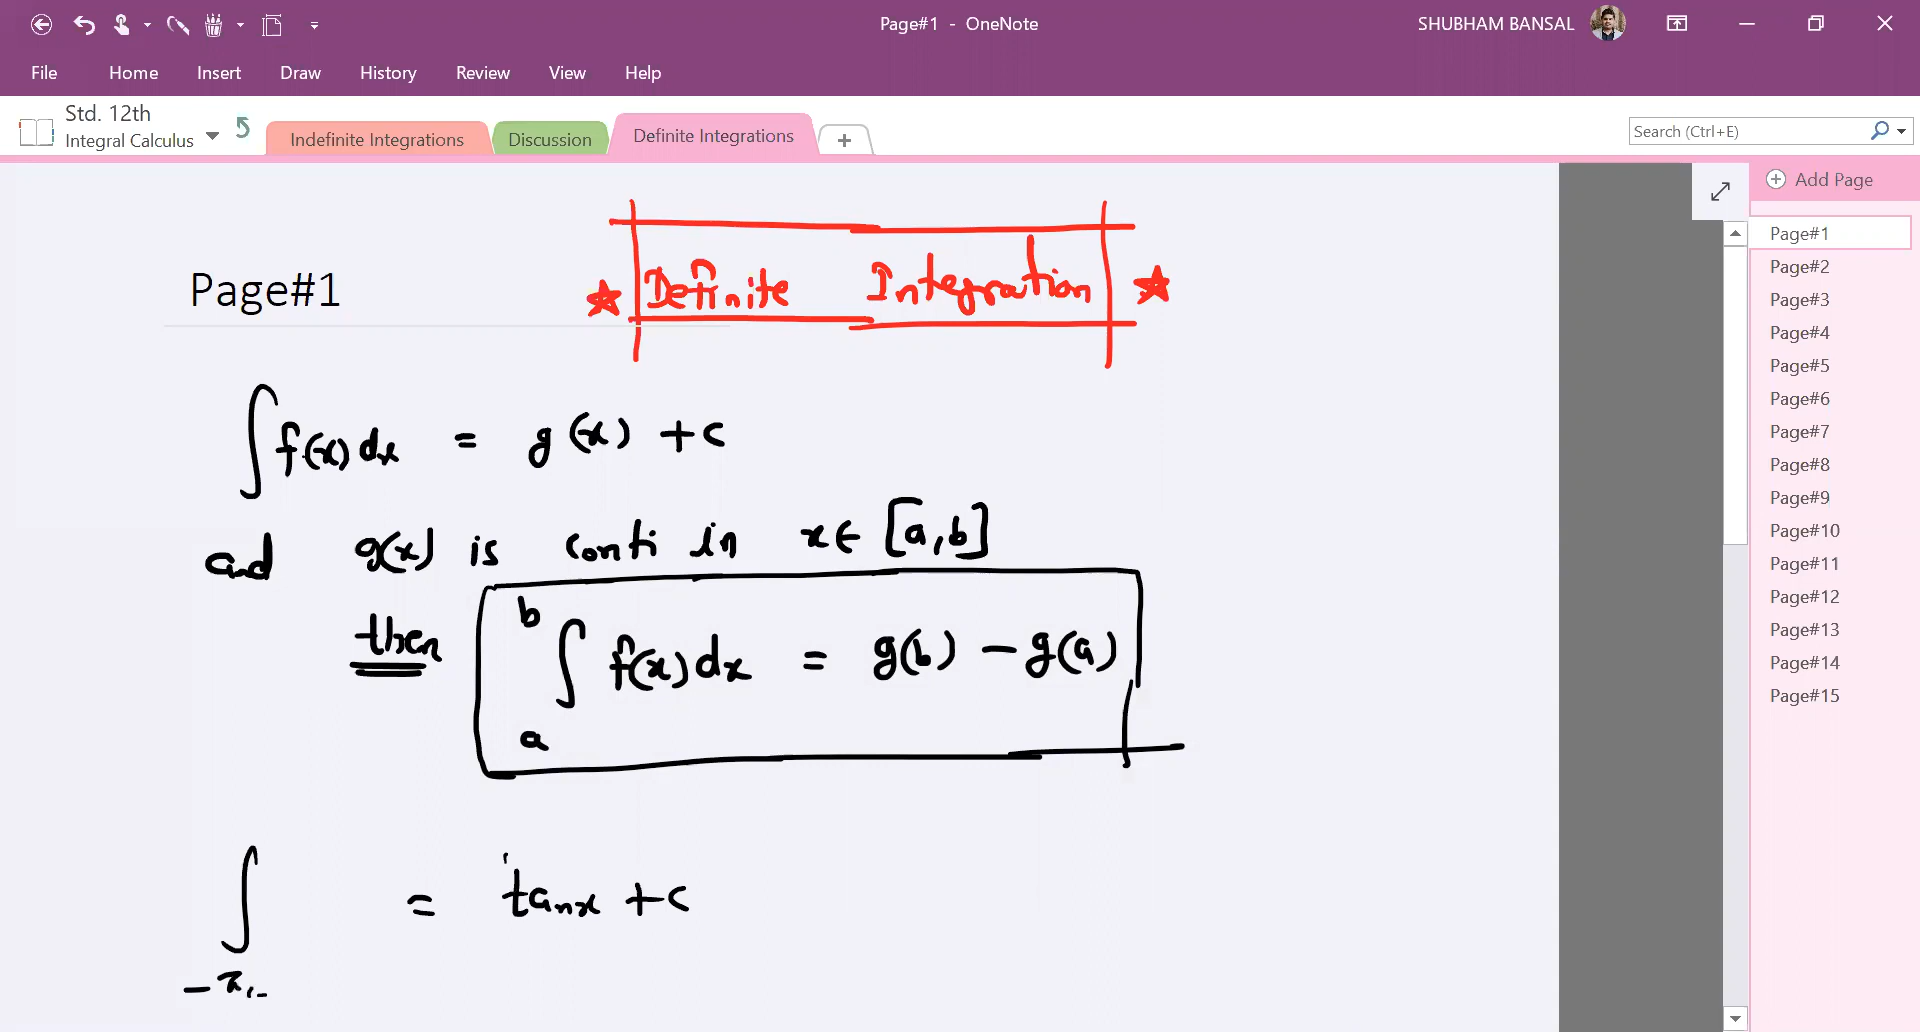 Page#1 - OneNote
SHUBHAM BANSAL
File Home Insert Draw History Review View Help
Std. 12th
Integral Calculus
Indefinite Integrations
Discussion
Definite Integrations
+
Search (Ctrl+E)
Add Page
Page#1
Page#2
Page#3
Page#4
Page#5
Page#6
Page#7
Page#8
Page#9
Page#10
Page#11
Page#12
Page#13
Page#14
Page#15
Page#1
Definite Integration
∫f(x)dx = g(x) + c
and g(x) is conti in x∈[a,b]
then
b
∫ f(x)dx = g(b) - g(a)
a
∫ = tanx + c